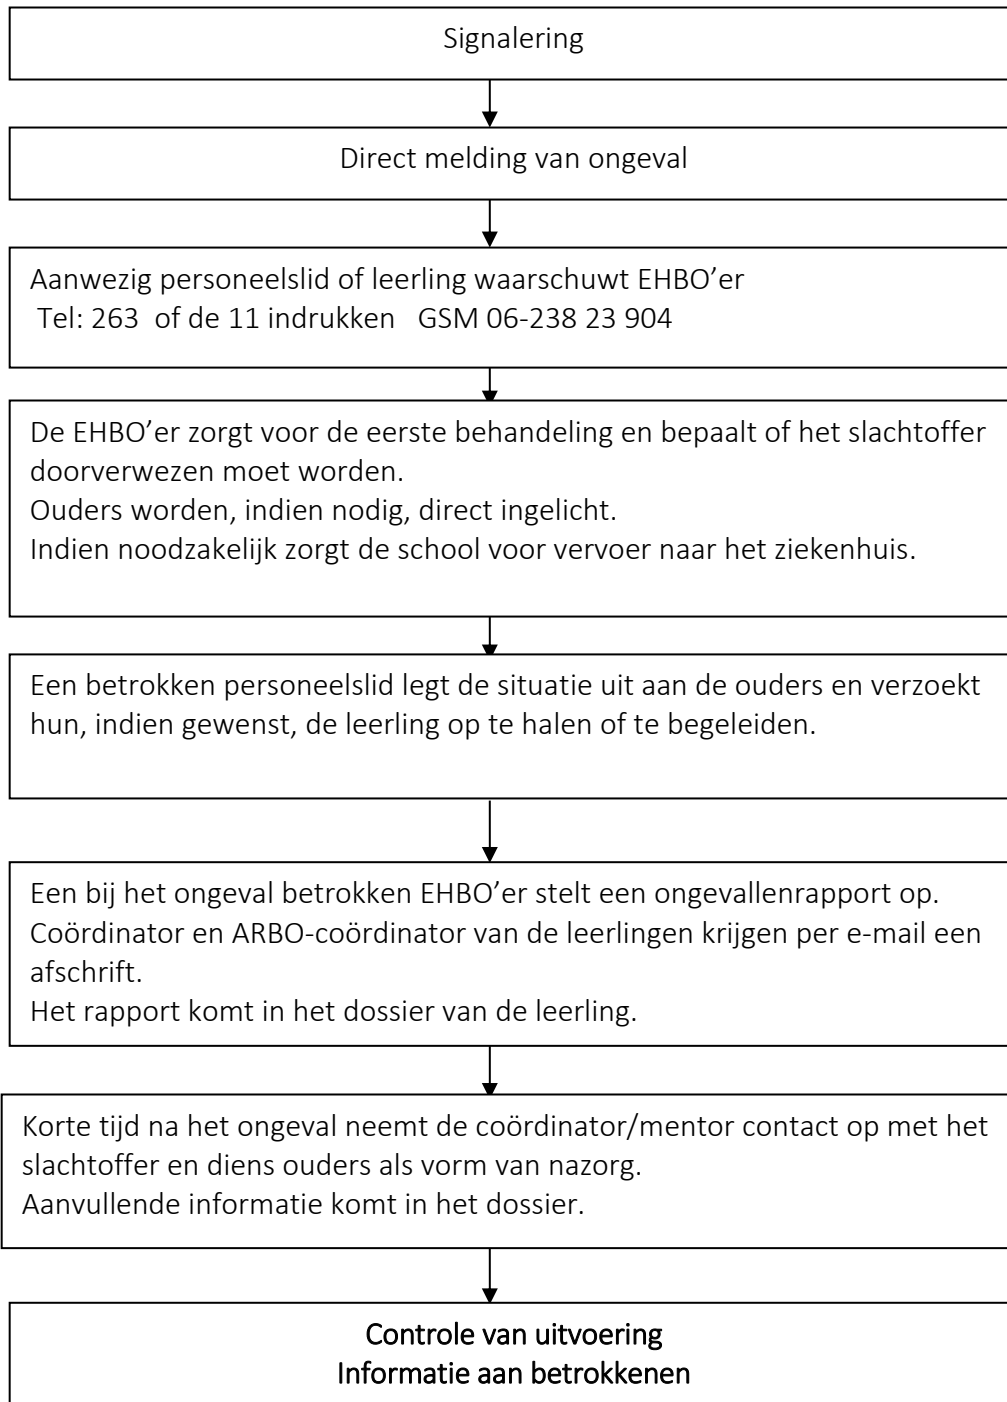 Signalering
Direct melding van ongeval
Aanwezig personeelslid of leerling waarschuwt EHBO’er
Tel: 263  of de 11 indrukken   GSM 06-238 23 904
De EHBO’er zorgt voor de eerste behandeling en bepaalt of het slachtoffer
doorverwezen moet worden.
Ouders worden, indien nodig, direct ingelicht.
Indien noodzakelijk zorgt de school voor vervoer naar het ziekenhuis.
Een betrokken personeelslid legt de situatie uit aan de ouders en verzoekt
hun, indien gewenst, de leerling op te halen of te begeleiden.
Een bij het ongeval betrokken EHBO’er stelt een ongevallenrapport op.
Coördinator en ARBO-coördinator van de leerlingen krijgen per e-mail een
afschrift.
Het rapport komt in het dossier van de leerling.
Korte tijd na het ongeval neemt de coördinator/mentor contact op met het
slachtoffer en diens ouders als vorm van nazorg.
Aanvullende informatie komt in het dossier.
Controle van uitvoering
Informatie aan betrokkenen